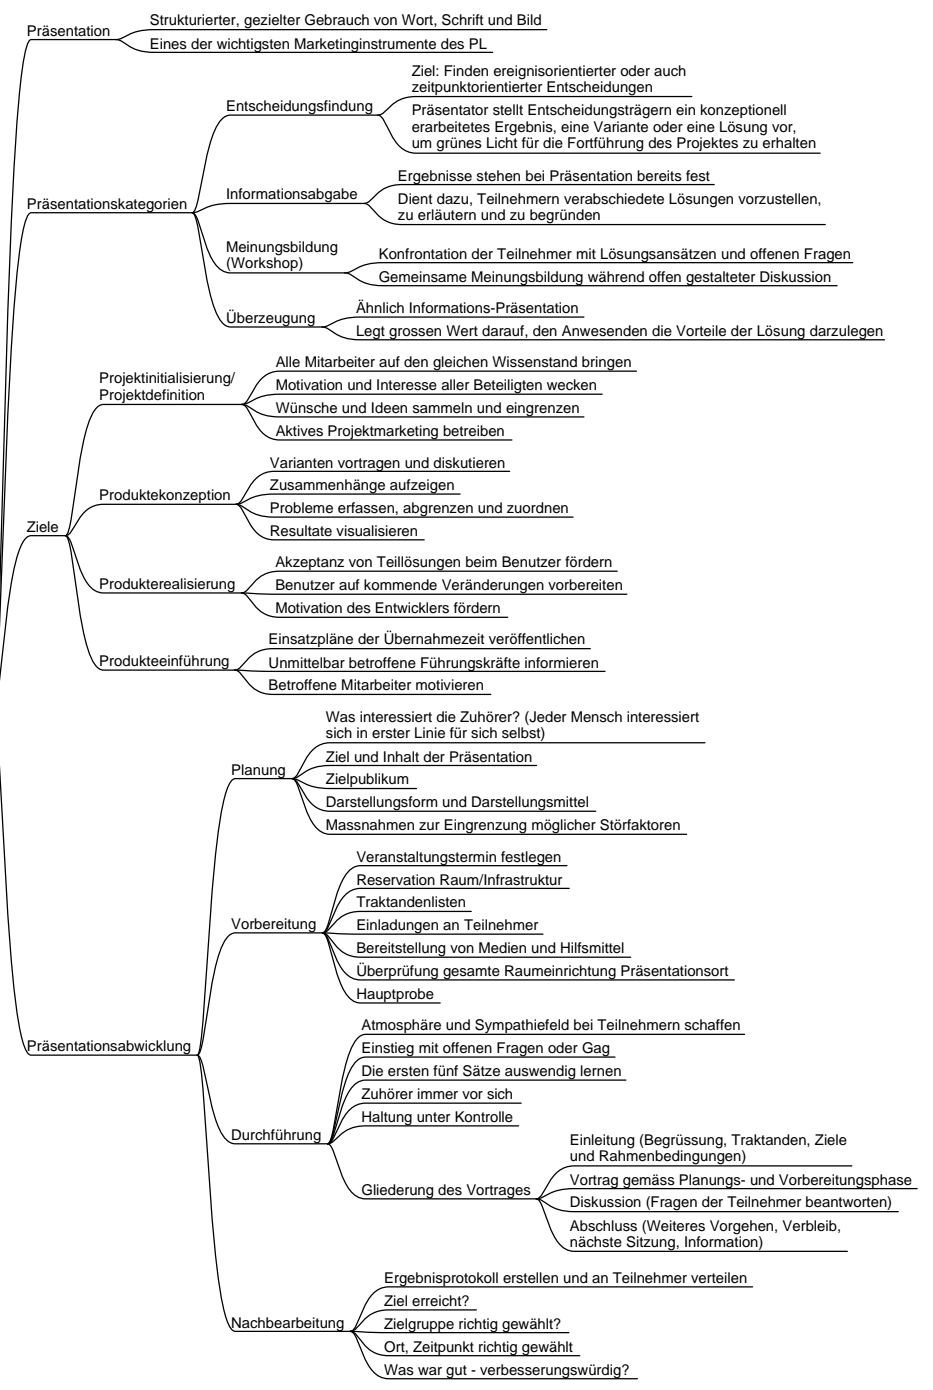 Präsentation
Strukturierter, gezielter Gebrauch von Wort, Schrift und Bild
Eines der wichtigsten Marketinginstrumente des PL
Präsentationskategorien
Entscheidungsfindung
Ziel: Finden ereignisorientierter oder auch
zeitpunktorientierter Entscheidungen
Präsentator stellt Entscheidungsträgern ein konzeptionell
erarbeitetes Ergebnis, eine Variante oder eine Lösung vor,
um grünes Licht für die Fortführung des Projektes zu erhalten
Informationsabgabe
Ergebnisse stehen bei Präsentation bereits fest
Dient dazu, Teilnehmern verabschiedete Lösungen vorzustellen,
zu erläutern und zu begründen
Meinungsbildung
(Workshop)
Konfrontation der Teilnehmer mit Lösungsansätzen und offenen Fragen
Gemeinsame Meinungsbildung während offen gestalteter Diskussion
Überzeugung
Ähnlich Informations-Präsentation
Legt grossen Wert darauf, den Anwesenden die Vorteile der Lösung darzulegen
Ziele
Projektinitialisierung/
Projektdefinition
Alle Mitarbeiter auf den gleichen Wissenstand bringen
Motivation und Interesse aller Beteiligten wecken
Wünsche und Ideen sammeln und eingrenzen
Aktives Projektmarketing betreiben
Produktekonzeption
Varianten vortragen und diskutieren
Zusammenhänge aufzeigen
Probleme erfassen, abgrenzen und zuordnen
Resultate visualisieren
Produkterealisierung
Akzeptanz von Teillösungen beim Benutzer fördern
Benutzer auf kommende Veränderungen vorbereiten
Motivation des Entwicklers fördern
Produkteeinführung
Einsatzpläne der Übernahmezeit veröffentlichen
Unmittelbar betroffene Führungskräfte informieren
Betroffene Mitarbeiter motivieren
Präsentationsabwicklung
Planung
Was interessiert die Zuhörer? (Jeder Mensch interessiert
sich in erster Linie für sich selbst)
Ziel und Inhalt der Präsentation
Zielpublikum
Darstellungsform und Darstellungsmittel
Massnahmen zur Eingrenzung möglicher Störfaktoren
Vorbereitung
Veranstaltungstermin festlegen
Reservation Raum/Infrastruktur
Traktandenlisten
Einladungen an Teilnehmer
Bereitstellung von Medien und Hilfsmittel
Überprüfung gesamte Raumeinrichtung Präsentationsort
Hauptprobe
Durchführung
Atmosphäre und Sympathiefeld bei Teilnehmern schaffen
Einstieg mit offenen Fragen oder Gag
Die ersten fünf Sätze auswendig lernen
Zuhörer immer vor sich
Haltung unter Kontrolle
Gliederung des Vortrages
Einleitung (Begrüssung, Traktanden, Ziele
und Rahmenbedingungen)
Vortrag gemäss Planungs- und Vorbereitungsphase
Diskussion (Fragen der Teilnehmer beantworten)
Abschluss (Weiteres Vorgehen, Verbleib,
nächste Sitzung, Information)
Nachbearbeitung
Ergebnisprotokoll erstellen und an Teilnehmer verteilen
Ziel erreicht?
Zielgruppe richtig gewählt?
Ort, Zeitpunkt richtig gewählt
Was war gut - verbesserungswürdig?